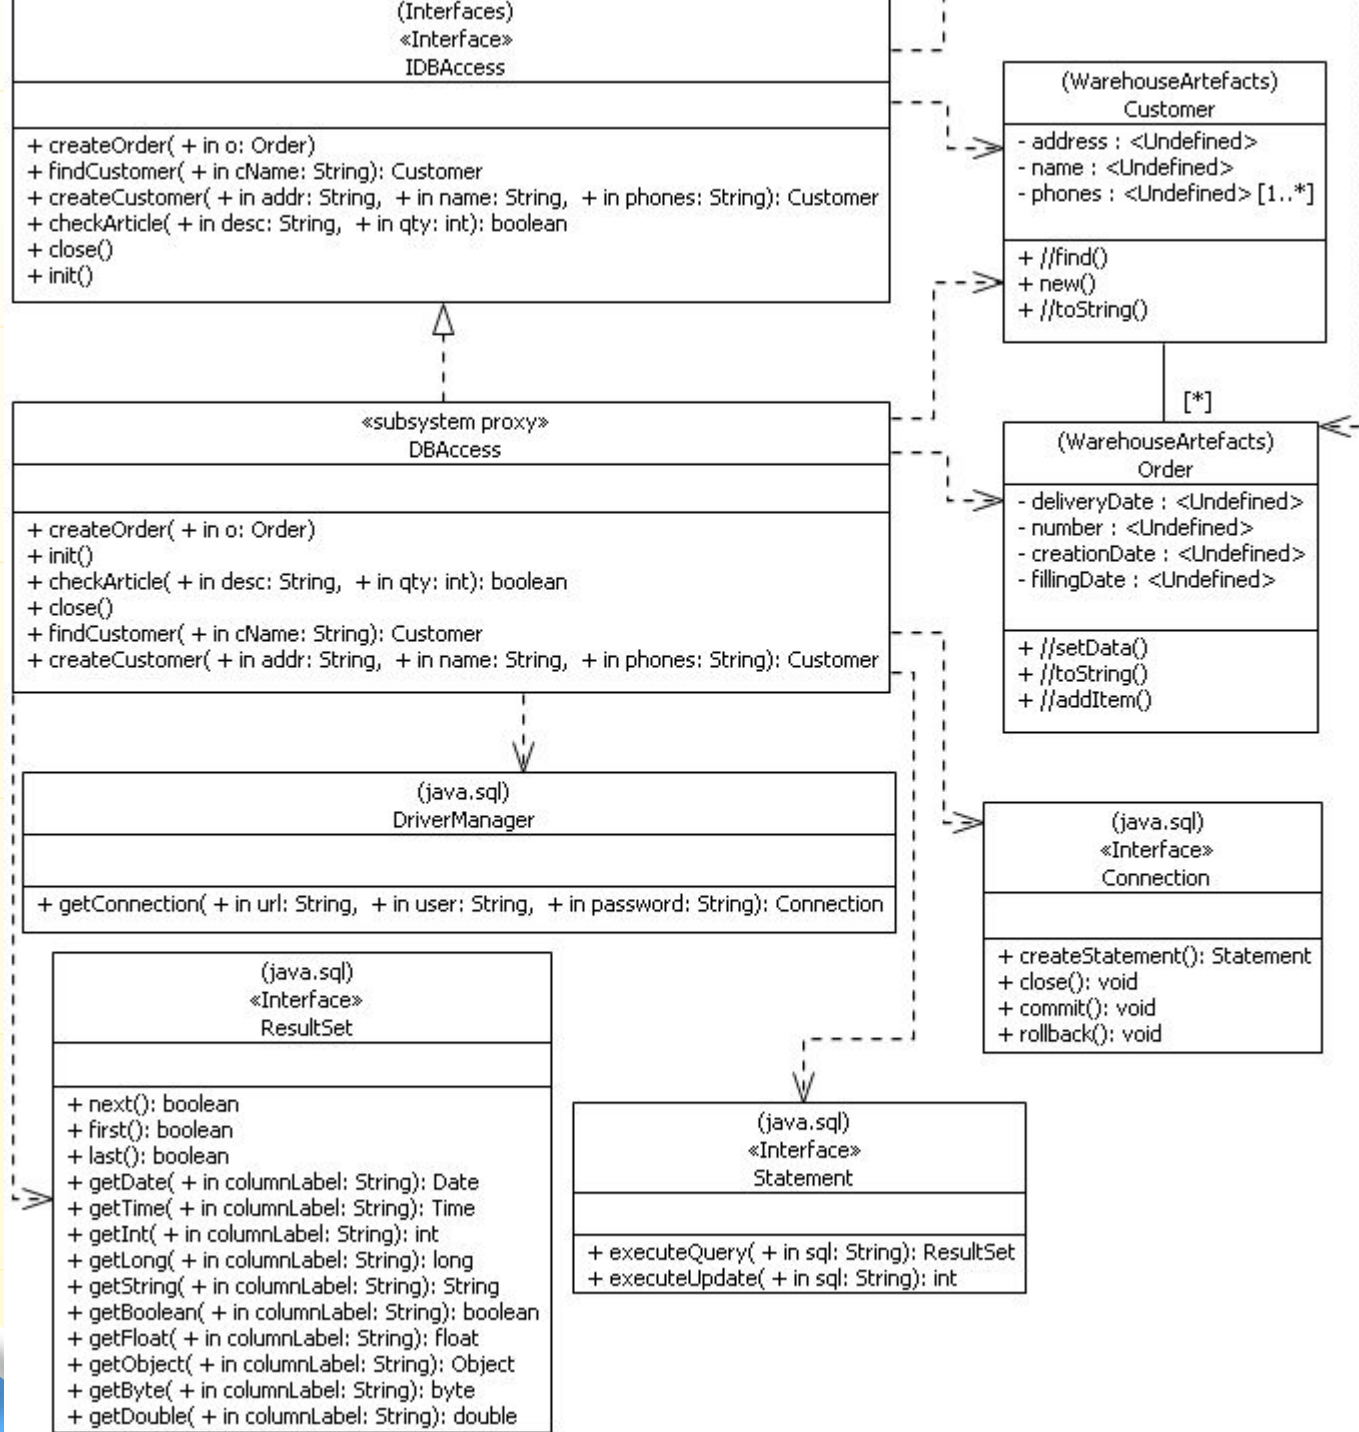 (Interfaces)
«Interface»
IDBAccess
+ createOrder( + in o: Order)
+ findCustomer( + in cName: String): Customer
+ createCustomer( + in addr: String,  + in name: String,  + in phones: String): Customer
+ checkArticle( + in desc: String,  + in qty: int): boolean
+ close()
+ init()
(WarehouseArtefacts)
Customer
- address : <Undefined>
- name : <Undefined>
- phones : <Undefined> [1..*]
+ //find()
+ new()
+ //toString()
[*]
«subsystem proxy»
DBAccess
+ createOrder( + in o: Order)
+ init()
+ checkArticle( + in desc: String,  + in qty: int): boolean
+ close()
+ findCustomer( + in cName: String): Customer
+ createCustomer( + in addr: String,  + in name: String,  + in phones: String): Customer
(WarehouseArtefacts)
Order
- deliveryDate : <Undefined>
- number : <Undefined>
- creationDate : <Undefined>
- fillingDate : <Undefined>
+ //setData()
+ //toString()
+ //addItem()
(java.sql)
DriverManager
+ getConnection( + in url: String,  + in user: String,  + in password: String): Connection
(java.sql)
«Interface»
Connection
+ createStatement(): Statement
+ close(): void
+ commit(): void
+ rollback(): void
(java.sql)
«Interface»
ResultSet
+ next(): boolean
+ first(): boolean
+ last(): boolean
+ getDate( + in columnLabel: String): Date
+ getTime( + in columnLabel: String): Time
+ getInt( + in columnLabel: String): int
+ getLong( + in columnLabel: String): long
+ getString( + in columnLabel: String): String
+ getBoolean( + in columnLabel: String): boolean
+ getFloat( + in columnLabel: String): float
+ getObject( + in columnLabel: String): Object
+ getByte( + in columnLabel: String): byte
+ getDouble( + in columnLabel: String): double
(java.sql)
«Interface»
Statement
+ executeQuery( + in sql: String): ResultSet
+ executeUpdate( + in sql: String): int